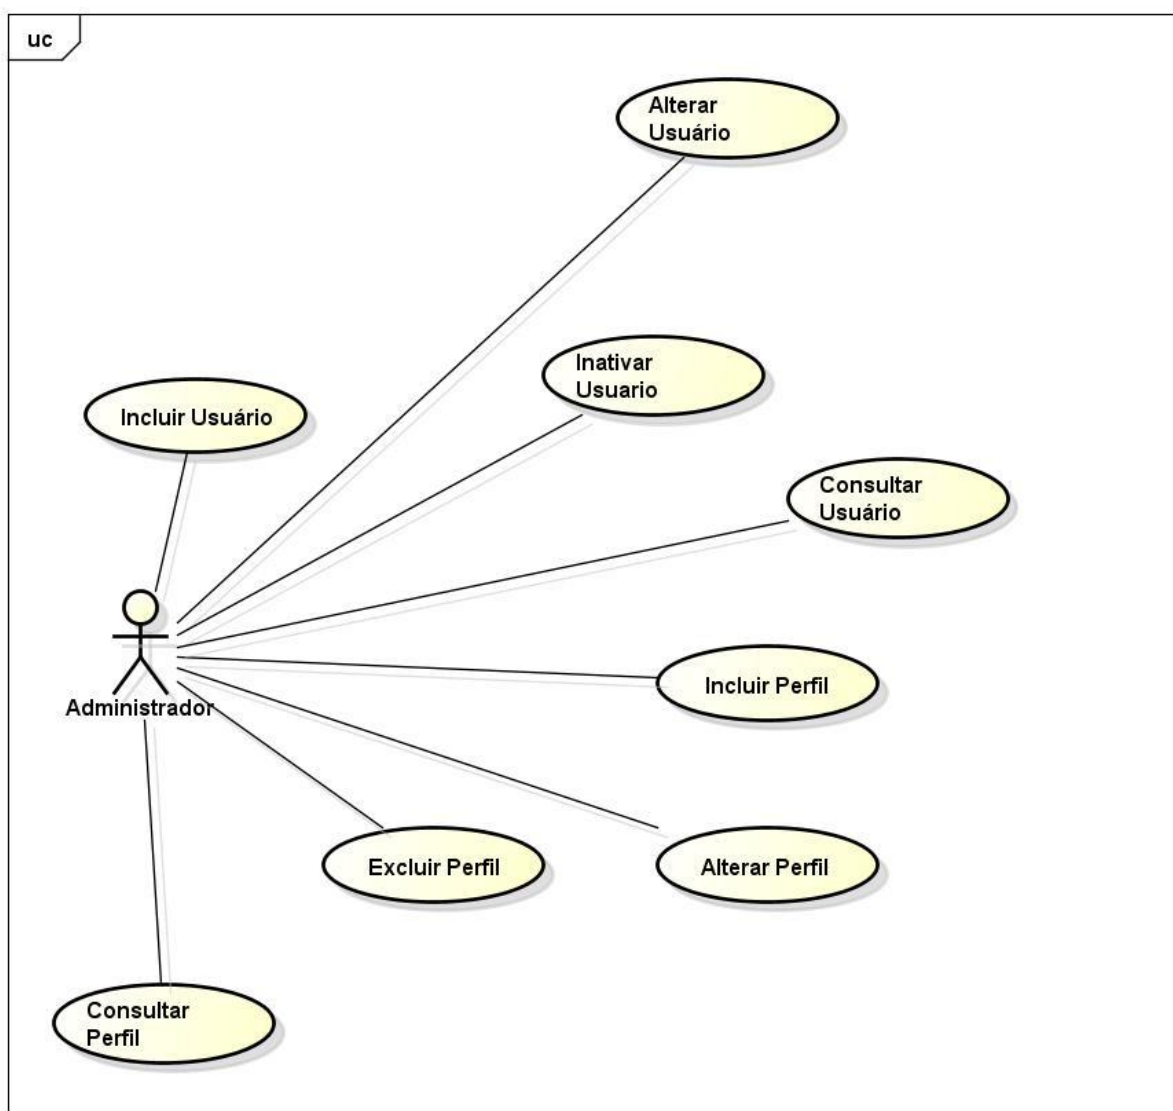 uc
Alterar
Usuário
Inativar
Usuario
Incluir Usuário
Consultar
Usuário
Incluir Perfil
Administrador
Excluir Perfil
Alterar Perfil
Consultar
Perfil